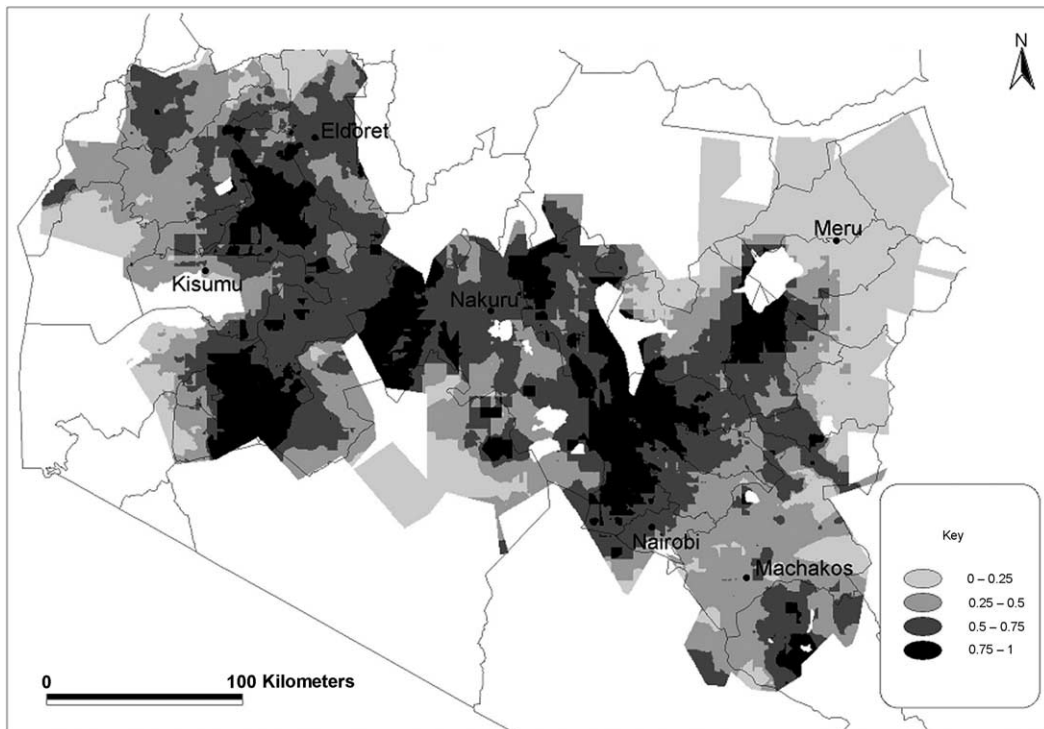 N
Eldoret
Meru
Kisumu
Nakuru
Nairobi
Machakos
Key
0 – 0.25
0.25 – 0.5
0.5 – 0.75
0.75 – 1
0 100 Kilometers